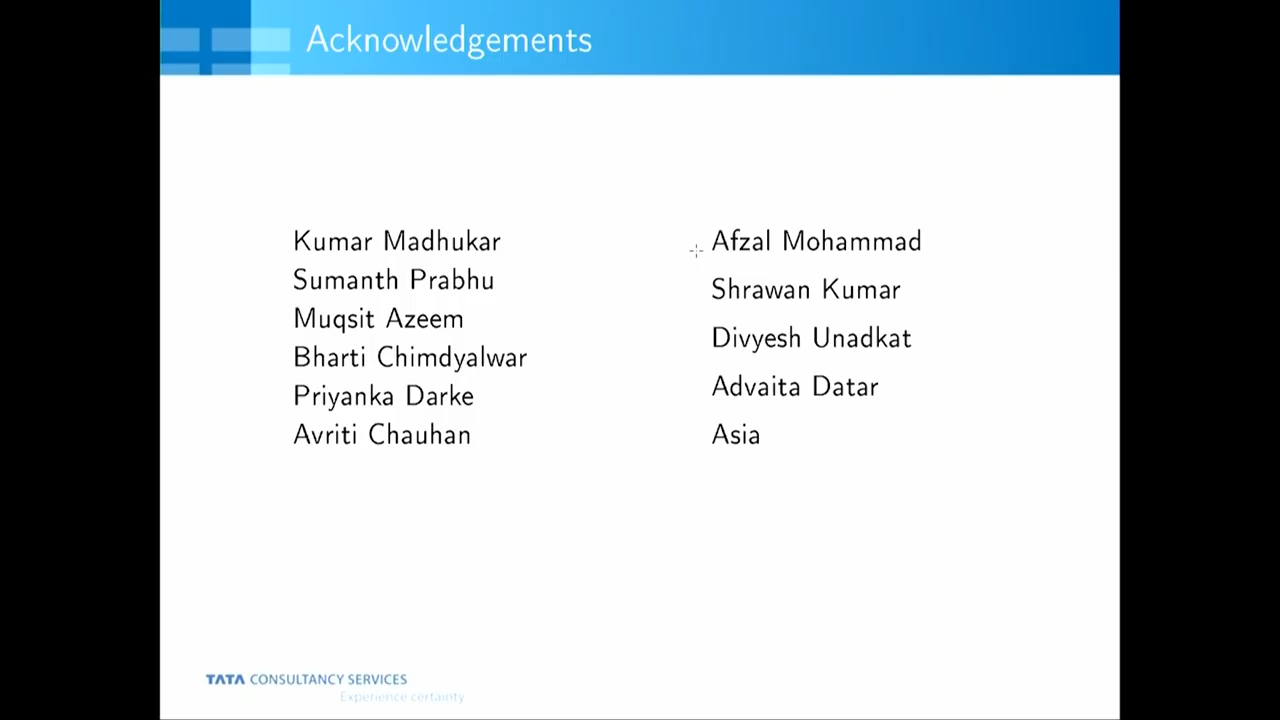 Acknowledgements
Kumar Madhukar
Sumanth Prabhu
Muqsit Azeem
Bharti Chimdyalwar
Priyanka Darke
Avriti Chauhan
Afzal Mohammad
Shrawan Kumar
Divyesh Unadkat
Advaita Datar
Asia
TATA CONSULTANCY SERVICES
Experience certainty